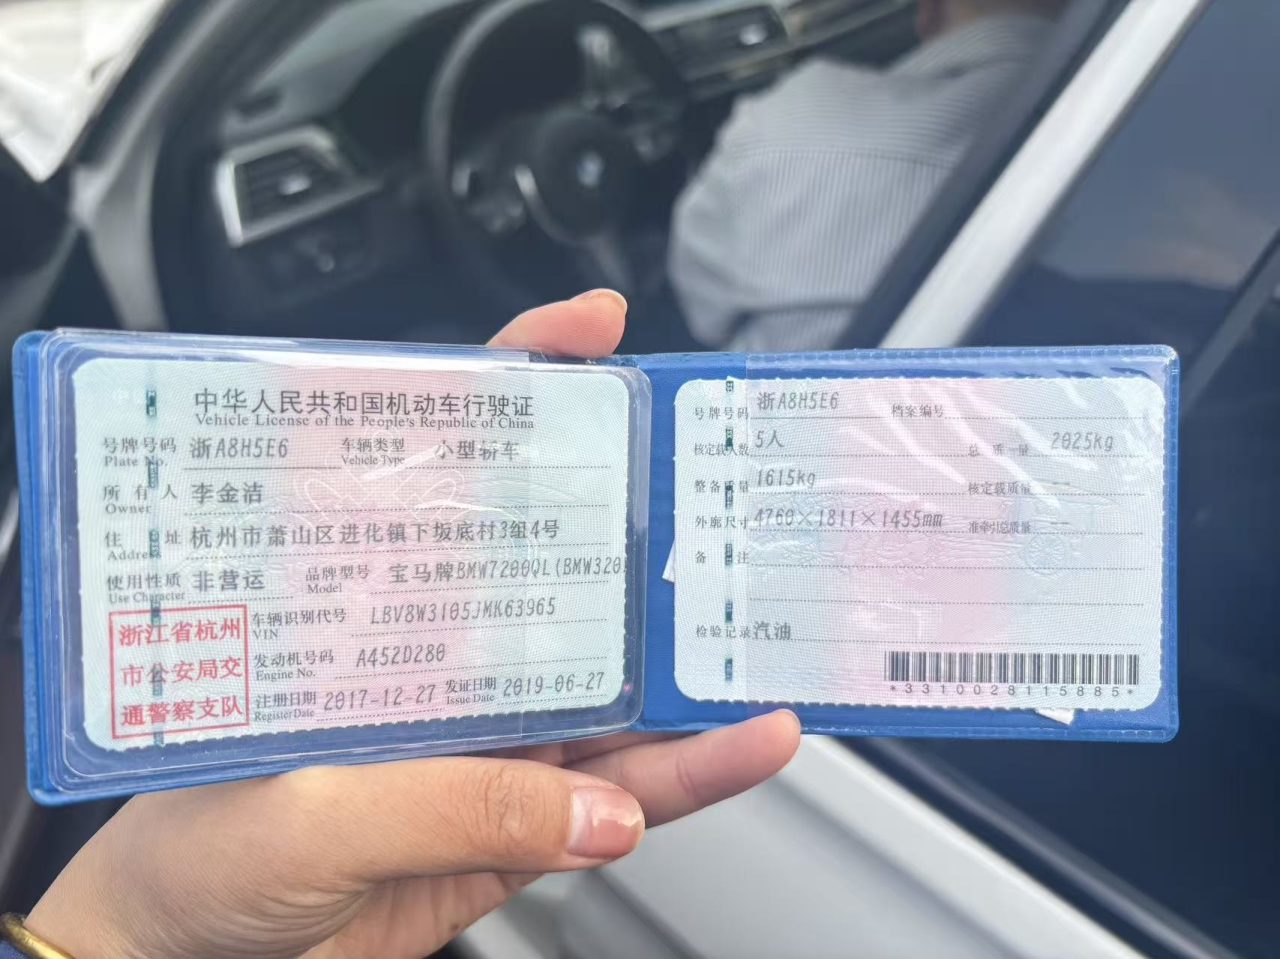 中华人民共和国机动车行驶证
Vehicle License of the People's Republic of China
号牌号码 浙A8H5E6 车辆类型 小型轿车
Plate No. Vehicle Type
所有人 李金洁
Owner
住址 杭州市萧山区进化镇下坂底村3组4号
Address
使用性质 非营运 品牌型号 宝马牌BMW7200QL(BMW320
Use Character Model
浙江省杭州
市公安局交
通警察支队
车辆识别代号 LBV8W3105JMK63965
VIN
发动机号码 A452D280
Engine No.
注册日期 2017-12-27 发证日期 2019-06-27
Register Date Issue Date
号牌号码 浙A8H5E6 档案编号
核定载人数 5人 总质量 2025kg
整备质量 1615kg 核定载质量 --
外廓尺寸 4760×1811×1455mm 准牵引总质量 --
备注
检验记录 汽油
*3310028115885*